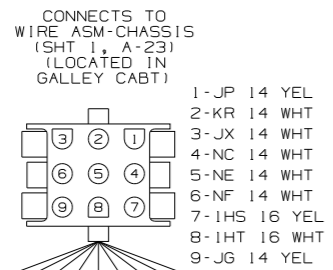 CONNECTS TO
WIRE ASM-CHASSIS
(SHT 1, A-23)
(LOCATED IN
GALLEY CABT)
1-JP 14 YEL
2-KR 14 WHT
3-JX 14 WHT
4-NC 14 WHT
5-NE 14 WHT
6-NF 14 WHT
7-IHS 16 YEL
8-IHT 16 WHT
9-JG 14 YEL
3 2 1
6 5 4
9 8 7